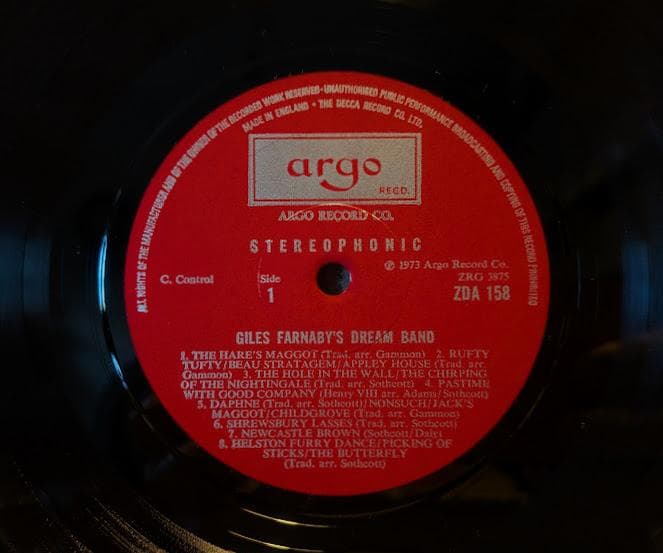 ALL RIGHTS OF THE MANUFACTURER AND OF THE OWNER OF THE RECORDED WORK RESERVED·UNAUTHORISED PUBLIC PERFORMANCE BROADCASTING AND COPYING OF THIS RECORD PROHIBITED
MADE IN ENGLAND · THE DECCA RECORD CO. LTD.
argo
REGD.
ARGO RECORD CO.
STEREOPHONIC
℗ 1973 Argo Record Co.
C. Control
Side
ZRG 3875
1
ZDA 158
GILES FARNABY'S DREAM BAND
1. THE HARE'S MAGGOT (Trad. arr. Gammon) 2. RUFTY
TUFTY/BEAU STRATAGEM/APPLEY HOUSE (Trad. arr.
Gammon) 3. THE HOLE IN THE WALL/THE CHIRPING
OF THE NIGHTINGALE (Trad. arr. Sothcott) 4. PASTIME
WITH GOOD COMPANY (Henry VIII arr. Adams/Sothcott)
5. DAPHNE (Trad. arr. Sothcott)/NONSUCH/JACK'S
MAGGOT/CHILDGROVE (Trad. arr. Gammon)
6. SHREWSBURY LASSES (Trad. arr. Sothcott)
7. NEWCASTLE BROWN (Sothcott/Daly)
8. HELSTON FURRY DANCE/PICKING OF
STICKS/THE BUTTERFLY
(Trad. arr. Sothcott)